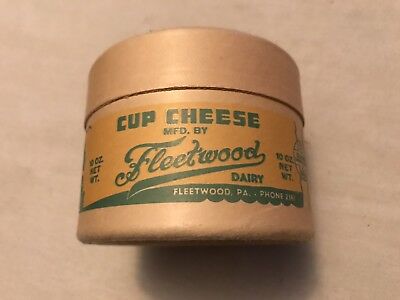 CUP CHEESE
MFD. BY
Fleetwood
DAIRY
10 OZ.
NET
WT.
10 OZ.
NET
WT.
FLEETWOOD, PA. - PHONE